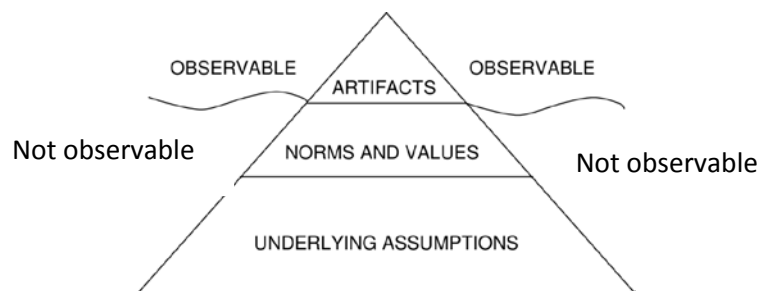 OBSERVABLE
OBSERVABLE
ARTIFACTS
Not observable
NORMS AND VALUES
Not observable
UNDERLYING ASSUMPTIONS